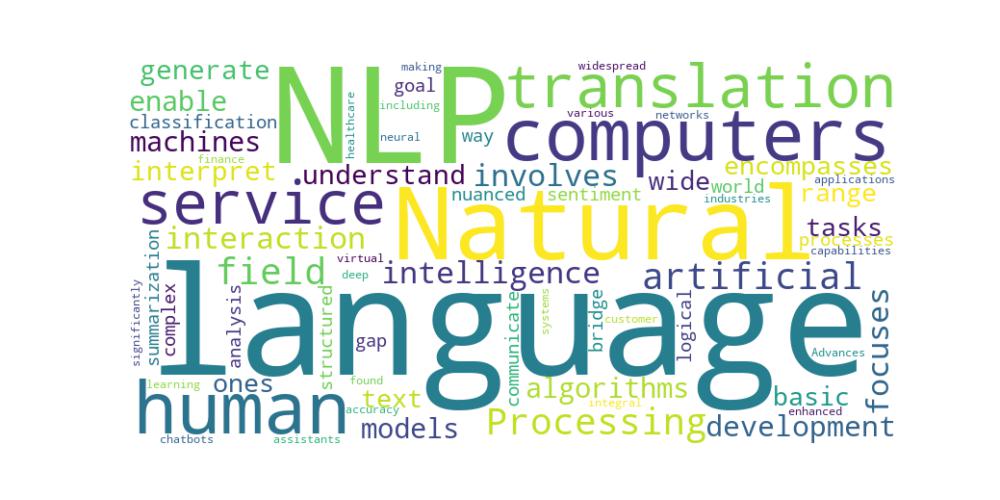 generate
NLP
making
goal
including
healthcare
neural
way
widespread
translation
enable
classification
machines
finance
interpret
various
networks
computers
understand
involves
nuanced
sentiment
wide
world
encompasses
applications
industries
range
service
Natural
tasks
processes
capabilities
interaction
field
virtual
deep
intelligence
artificial
significantly
summarization
complex
language
analysis
structured
gap
communicate
systems
bridge
customer
logical
Advances
focuses
learning
ones
found
text
algorithms
integral
basic
enhanced
human
accuracy
models
Processing
development
chatbots
assistants